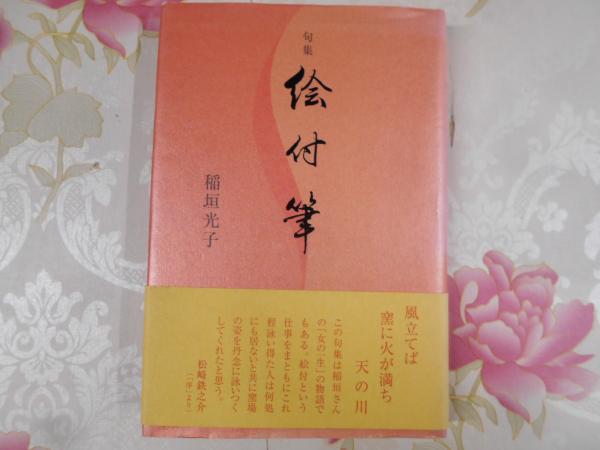 句集
絵付筆
稲垣光子
風立てば
窯に火が満ち
天の川
この句集は稲垣さん
の「女の一生」の物語で
もある。絵付という
仕事をまともにこれ
程詠い得た人は何処
にも居ないと共に窯場
の姿を丹念に詠いつく
してくれたと思う。
松崎鉄之介
(「序」より)